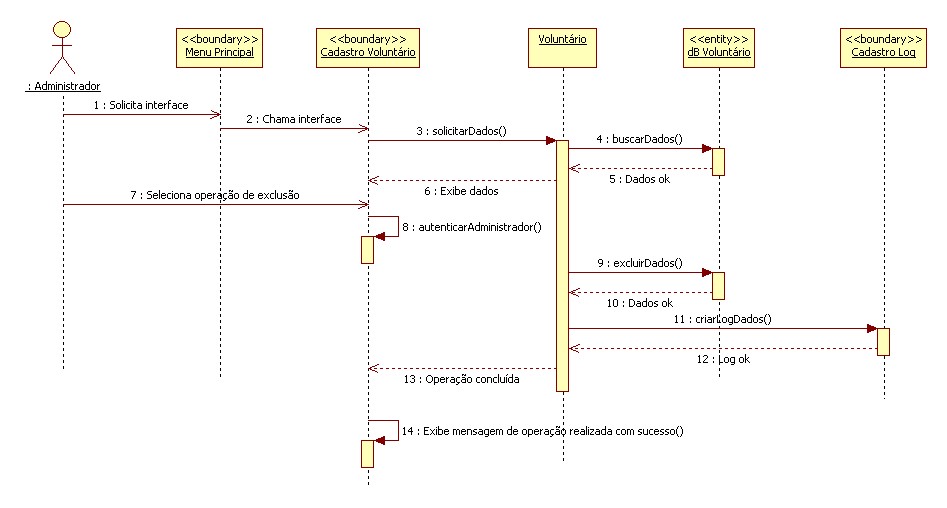 <<boundary>>
Menu Principal
<<boundary>>
Cadastro Voluntário
Voluntário
<<entity>>
dB Voluntário
<<boundary>>
Cadastro Log
: Administrador
1 : Solicita interface
2 : Chama interface
3 : solicitarDados()
4 : buscarDados()
5 : Dados ok
6 : Exibe dados
7 : Seleciona operação de exclusão
8 : autenticarAdministrador()
9 : excluirDados()
10 : Dados ok
11 : criarLogDados()
12 : Log ok
13 : Operação concluída
14 : Exibe mensagem de operação realizada com sucesso()